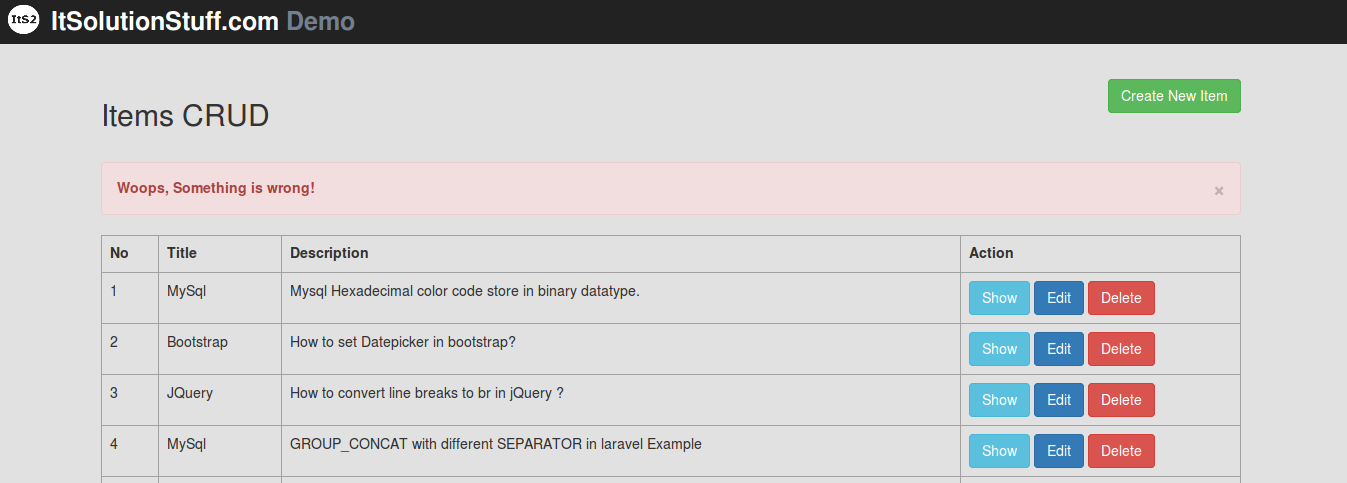 ItS2 ItSolutionStuff.com Demo
Items CRUD
Create New Item
Woops, Something is wrong!
×
No Title Description Action
1 MySql Mysql Hexadecimal color code store in binary datatype. Show Edit Delete
2 Bootstrap How to set Datepicker in bootstrap? Show Edit Delete
3 JQuery How to convert line breaks to br in jQuery ? Show Edit Delete
4 MySql GROUP_CONCAT with different SEPARATOR in laravel Example Show Edit Delete